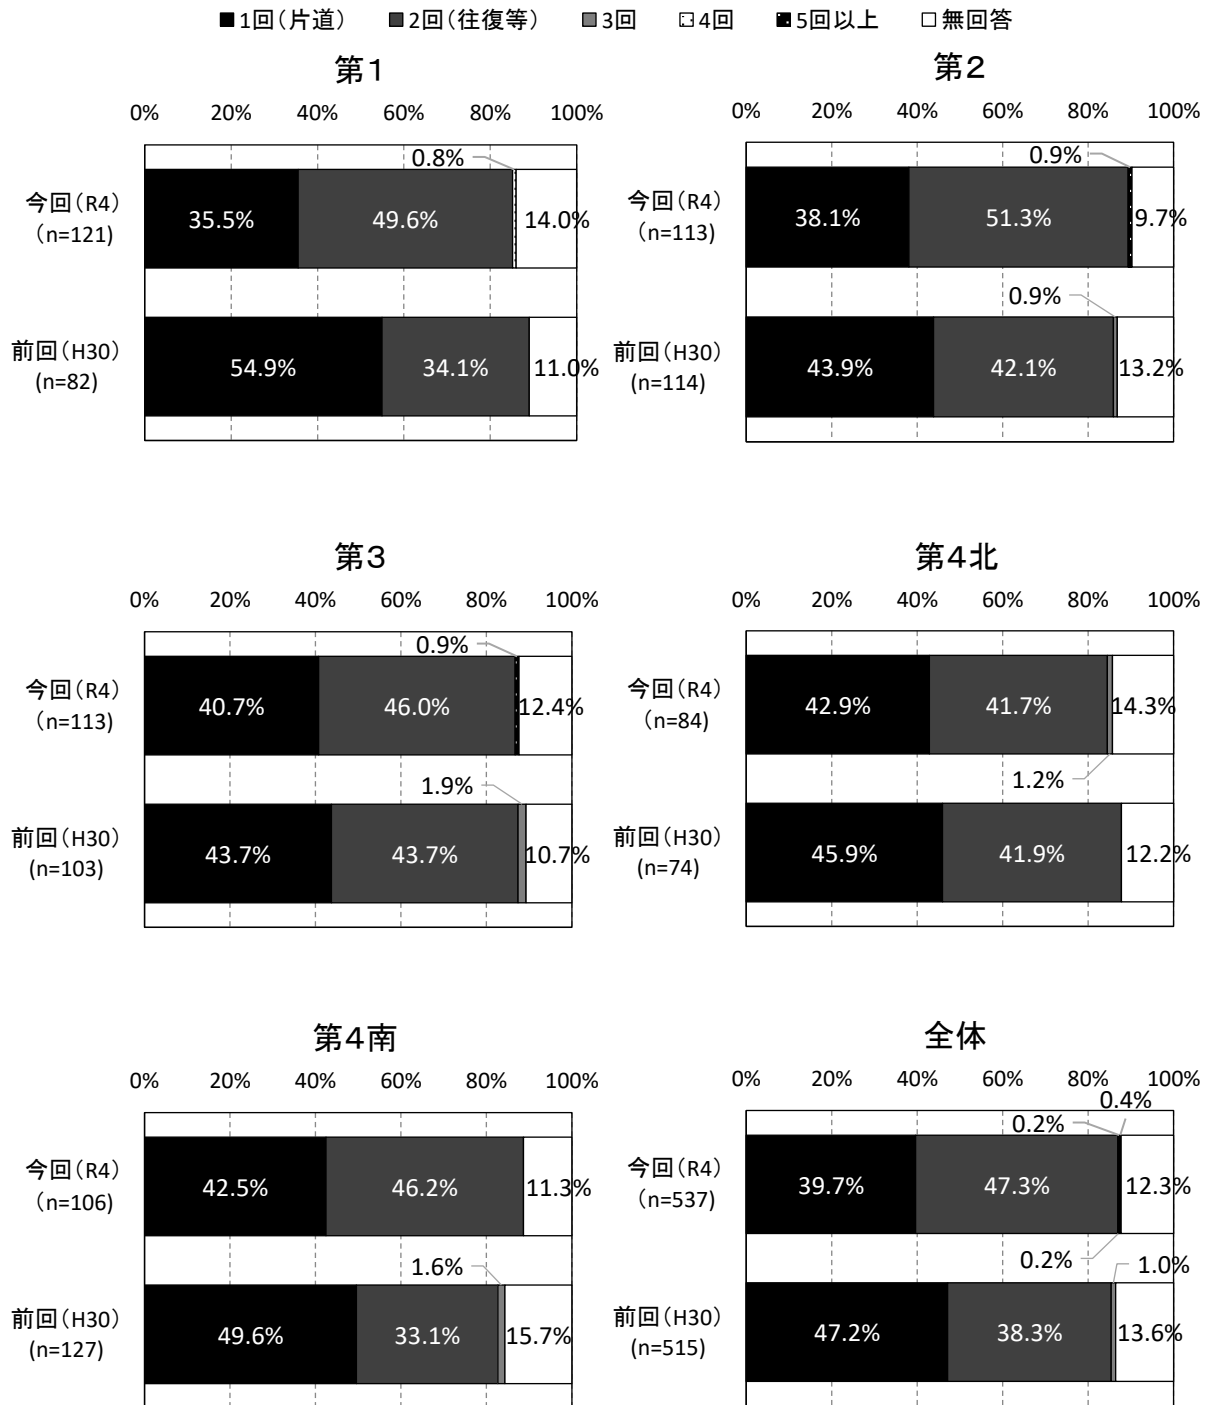 ■1回(片道) ■2回(往復等) ■3回 □4回 ■5回以上 □無回答
第1
0% 20% 40% 60% 80% 100%
0.8%
今回(R4)
(n=121)
35.5% 49.6% 14.0%
前回(H30)
(n=82)
54.9% 34.1% 11.0%
第2
0% 20% 40% 60% 80% 100%
0.9%
今回(R4)
(n=113)
38.1% 51.3% 9.7%
0.9%
前回(H30)
(n=114)
43.9% 42.1% 13.2%
第3
0% 20% 40% 60% 80% 100%
0.9%
今回(R4)
(n=113)
40.7% 46.0% 12.4%
1.9%
前回(H30)
(n=103)
43.7% 43.7% 10.7%
第4北
0% 20% 40% 60% 80% 100%
今回(R4)
(n=84)
42.9% 41.7% 14.3%
1.2%
前回(H30)
(n=74)
45.9% 41.9% 12.2%
第4南
0% 20% 40% 60% 80% 100%
今回(R4)
(n=106)
42.5% 46.2% 11.3%
1.6%
前回(H30)
(n=127)
49.6% 33.1% 15.7%
全体
0% 20% 40% 60% 80% 100%
0.4%
0.2%
今回(R4)
(n=537)
39.7% 47.3% 12.3%
0.2% 1.0%
前回(H30)
(n=515)
47.2% 38.3% 13.6%